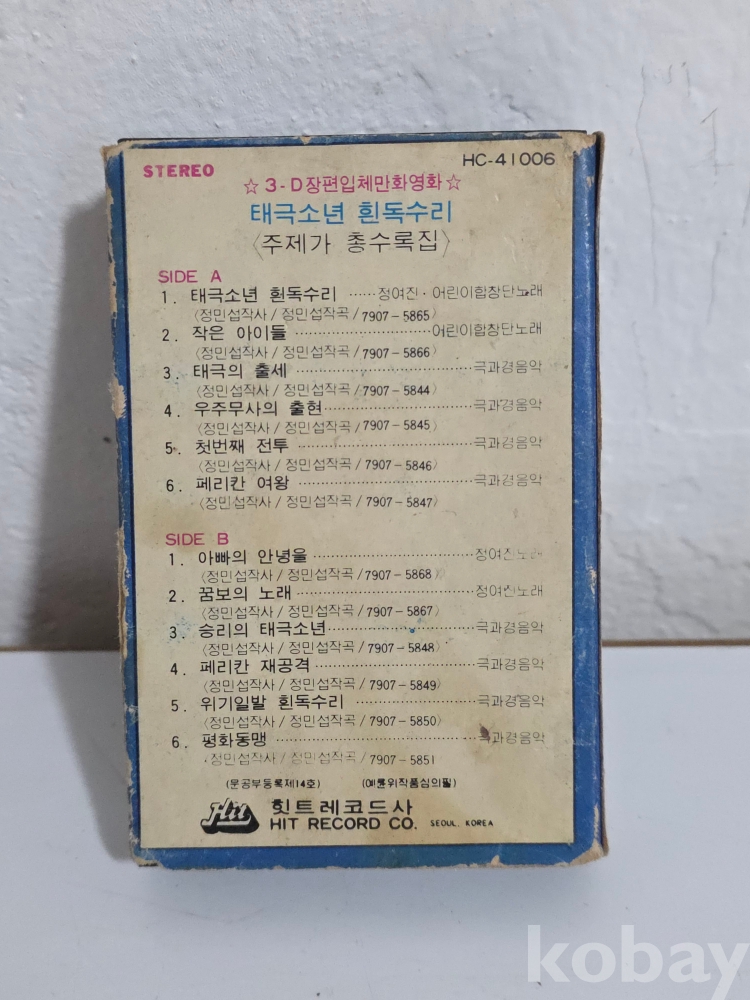 STEREO
HC-41006
☆ 3-D장편입체만화영화 ☆
태극소년 흰독수리
〈주제가 총수록집〉
SIDE A
1. 태극소년 흰독수리 ······정여진·어린이합창단노래
〈정민섭작사/정민섭작곡/7907-5865〉
2. 작은 아이들 ······어린이합창단노래
〈정민섭작사/정민섭작곡/7907-5866〉
3. 태극의 출세 ······극과경음악
〈정민섭작사/정민섭작곡/7907-5844〉
4. 우주무사의 출현 ······극과경음악
〈정민섭작사/정민섭작곡/7907-5845〉
5. 첫번째 전투 ······극과경음악
〈정민섭작사/정민섭작곡/7907-5846〉
6. 페리칸 여왕 ······극과경음악
〈정민섭작사/정민섭작곡/7907-5847〉
SIDE B
1. 아빠의 안녕을 ······정여진노래
〈정민섭작사/정민섭작곡/7907-5868〉
2. 꿈보의 노래 ······정여진노래
〈정민섭작사/정민섭작곡/7907-5867〉
3. 승리의 태극소년 ······극과경음악
〈정민섭작사/정민섭작곡/7907-5848〉
4. 페리칸 재공격 ······극과경음악
〈정민섭작사/정민섭작곡/7907-5849〉
5. 위기일발 흰독수리 ······극과경음악
〈정민섭작사/정민섭작곡/7907-5850〉
6. 평화동맹 ······극과경음악
〈정민섭작사/정민섭작곡/7907-5851
(문공부등록제14호) (예륜위작품심의필)
Hit 힛트레코드사
HIT RECORD CO. SEOUL. KOREA
kobay